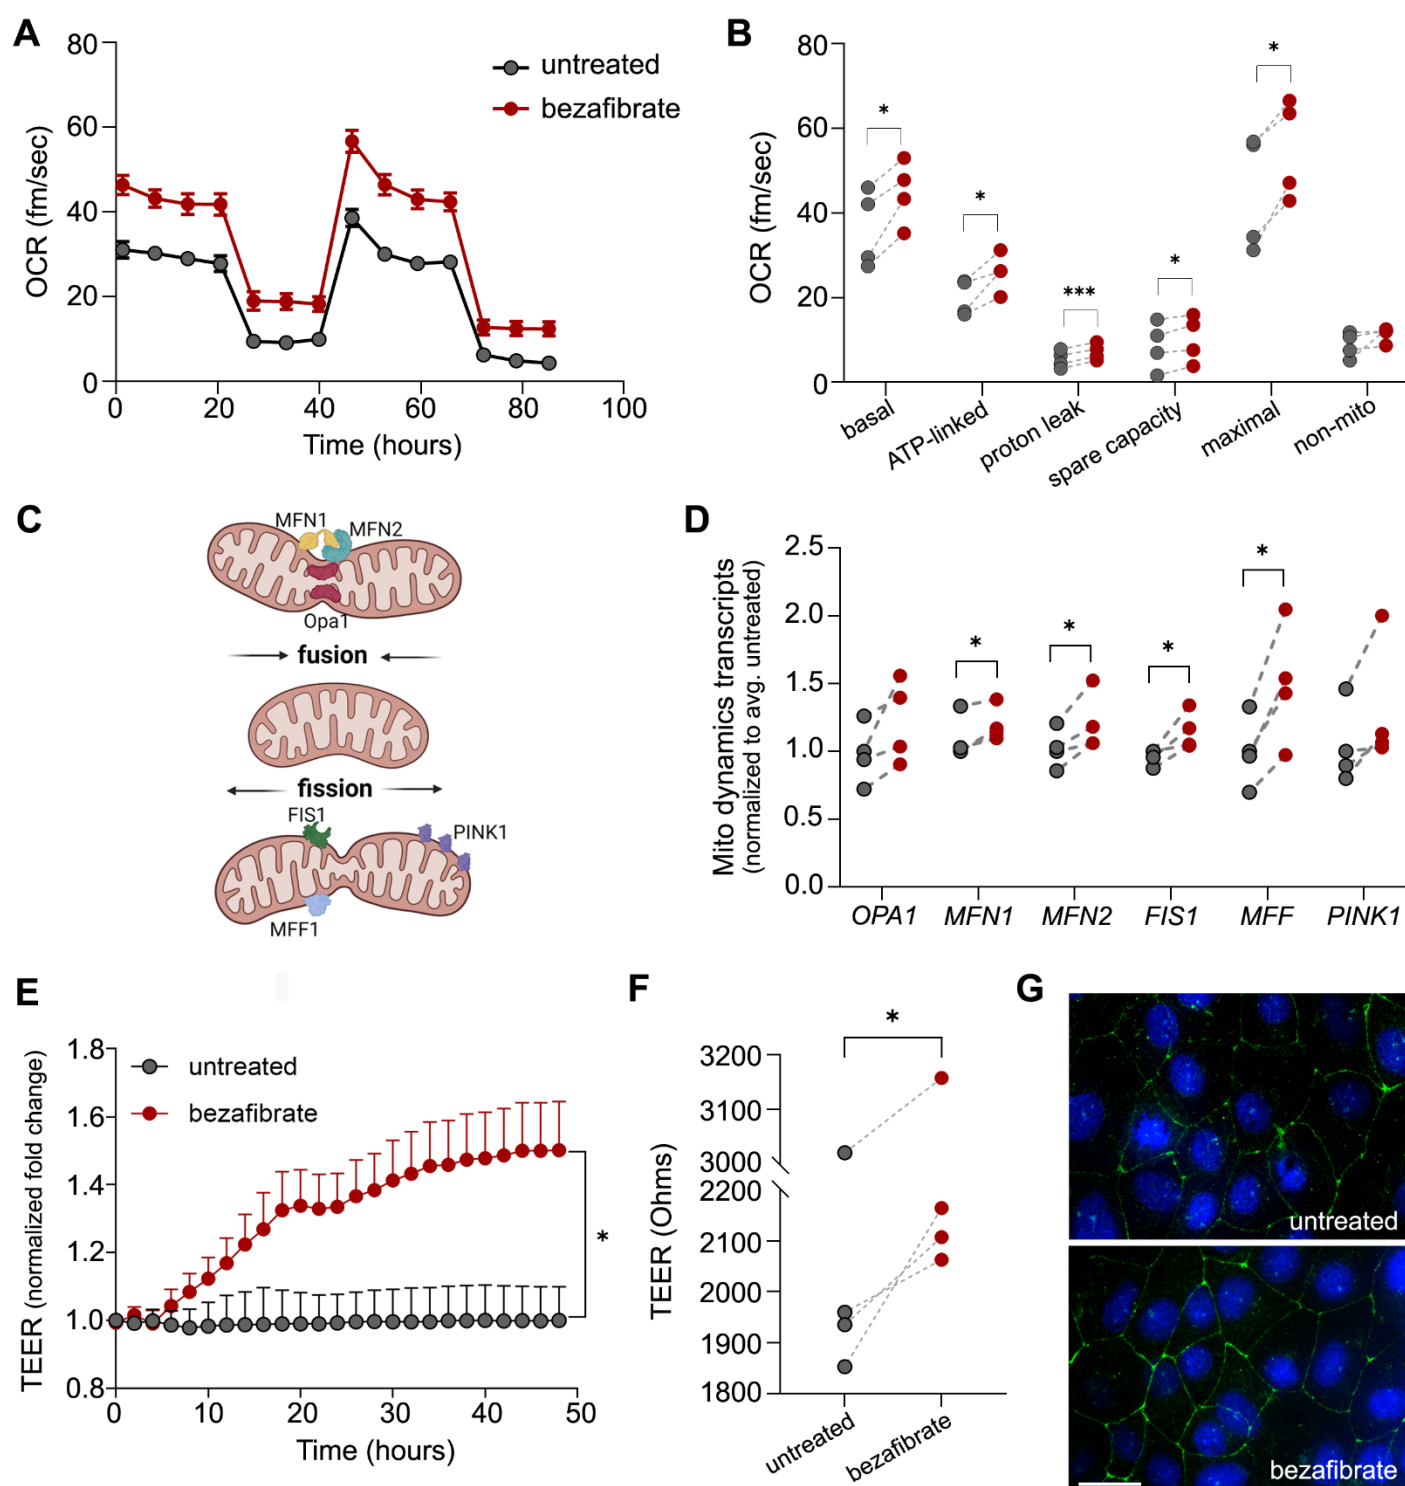 A
80
60
40
20
0
OCR (fm/sec)
untreated
bezafibrate
0 20 40 60 80 100
Time (hours)
B
80
60
40
20
0
OCR (fm/sec)
* * *** * *
basal
ATP-linked
proton leak
spare capacity
maximal
non-mito
C
MFN1
MFN2
Opa1
fusion
fission
FIS1
PINK1
MFF1
D
2.5
2.0
1.5
1.0
0.5
0.0
Mito dynamics transcripts
(normalized to avg. untreated)
* * * *
OPA1 MFN1 MFN2 FIS1 MFF PINK1
E
1.8
1.6
1.4
1.2
1.0
0.8
TEER (normalized fold change)
untreated
bezafibrate
*
0 10 20 30 40 50
Time (hours)
F
*
3200
3100
3000
2200
2100
2000
1900
1800
TEER (Ohms)
untreated
bezafibrate
G
untreated
bezafibrate